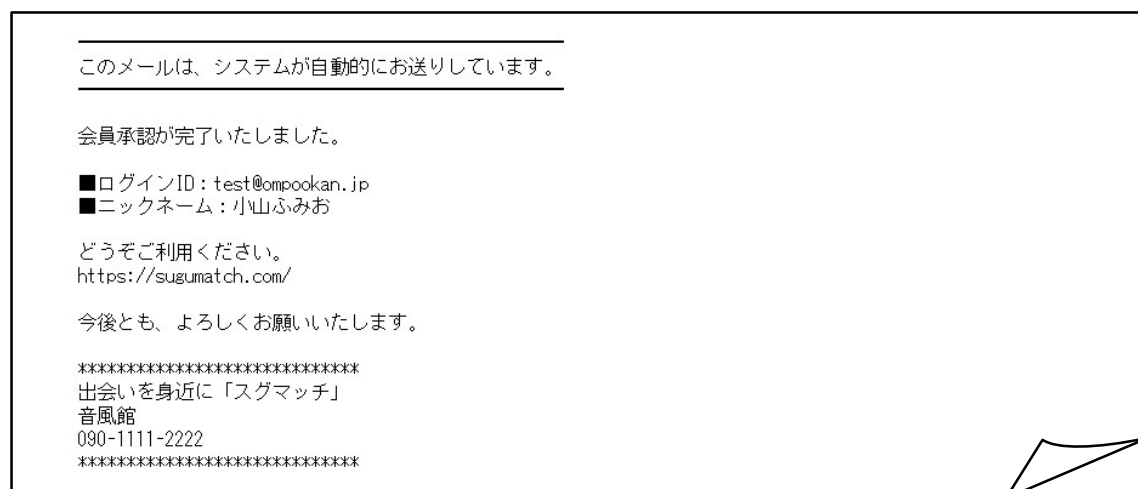 このメールは、システムが自動的にお送りしています。
会員承認が完了いたしました。
■ログインID:test@ompookan.jp
■ニックネーム:小山ふみお
どうぞご利用ください。
https://sugumatch.com/
今後とも、よろしくお願いいたします。
*****************************
出会いを身近に「スグマッチ」
音風館
090-1111-2222
*****************************